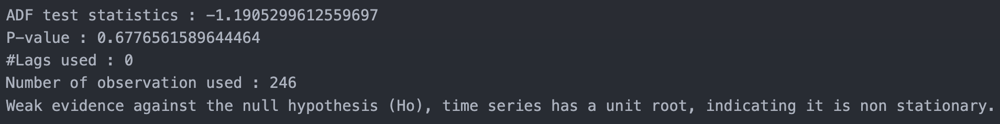 ADF test statistics : -1.1905299612559697
P-value : 0.6776561589644464
#Lags used : 0
Number of observation used : 246
Weak evidence against the null hypothesis (Ho), time series has a unit root, indicating it is non stationary.